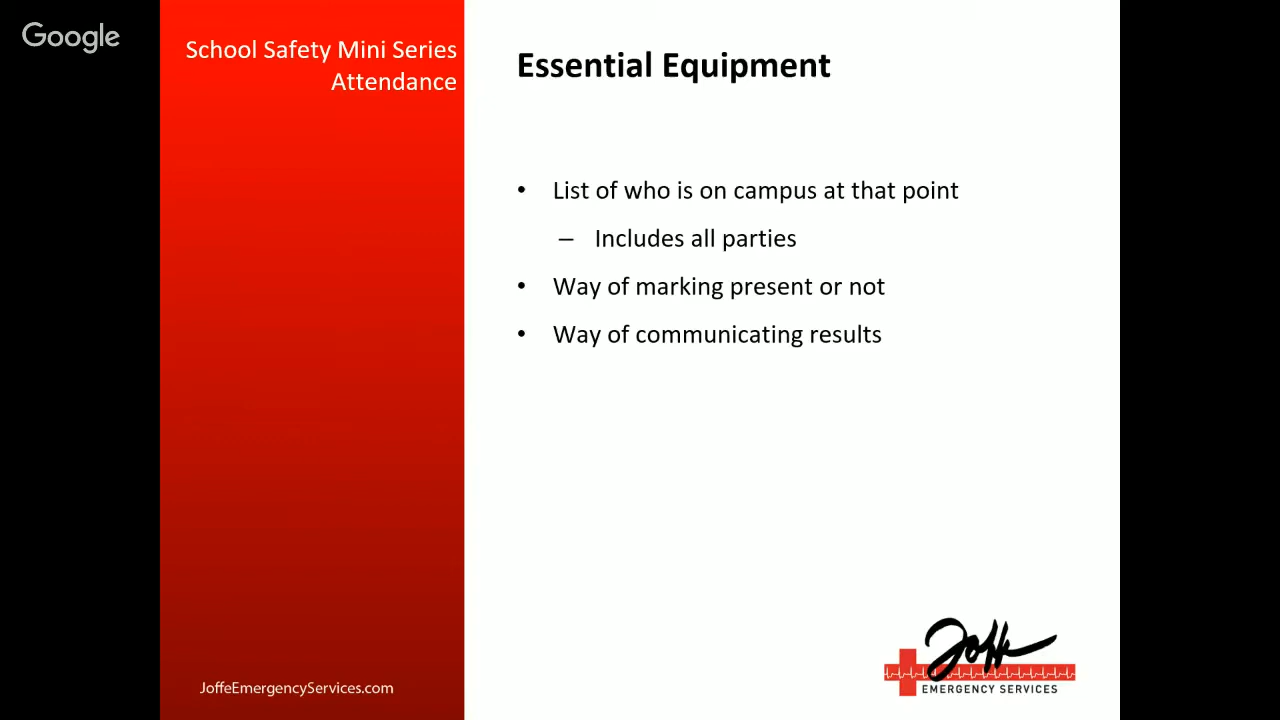 Google
School Safety Mini Series
Attendance
Essential Equipment
• List of who is on campus at that point
– Includes all parties
• Way of marking present or not
• Way of communicating results
JoffeEmergencyServices.com
Joffe
EMERGENCY SERVICES